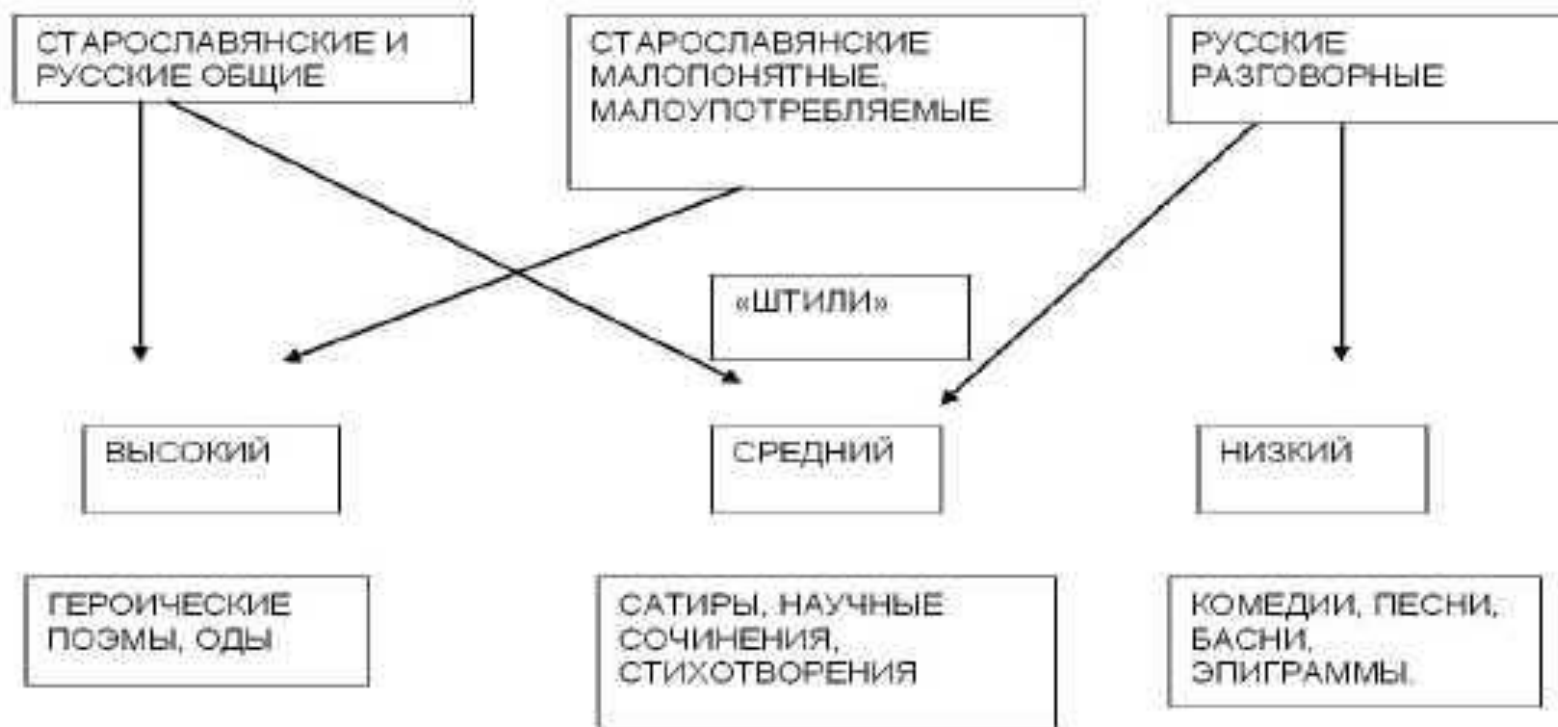 СТАРОСЛАВЯНСКИЕ И
РУССКИЕ ОБЩИЕ
СТАРОСЛАВЯНСКИЕ
МАЛОПОНЯТНЫЕ,
МАЛОУПОТРЕБЛЯЕМЫЕ
РУССКИЕ
РАЗГОВОРНЫЕ
«ШТИЛИ»
ВЫСОКИЙ
СРЕДНИЙ
НИЗКИЙ
ГЕРОИЧЕСКИЕ
ПОЭМЫ, ОДЫ
САТИРЫ, НАУЧНЫЕ
СОЧИНЕНИЯ,
СТИХОТВОРЕНИЯ
КОМЕДИИ, ПЕСНИ,
БАСНИ,
ЭПИГРАММЫ.